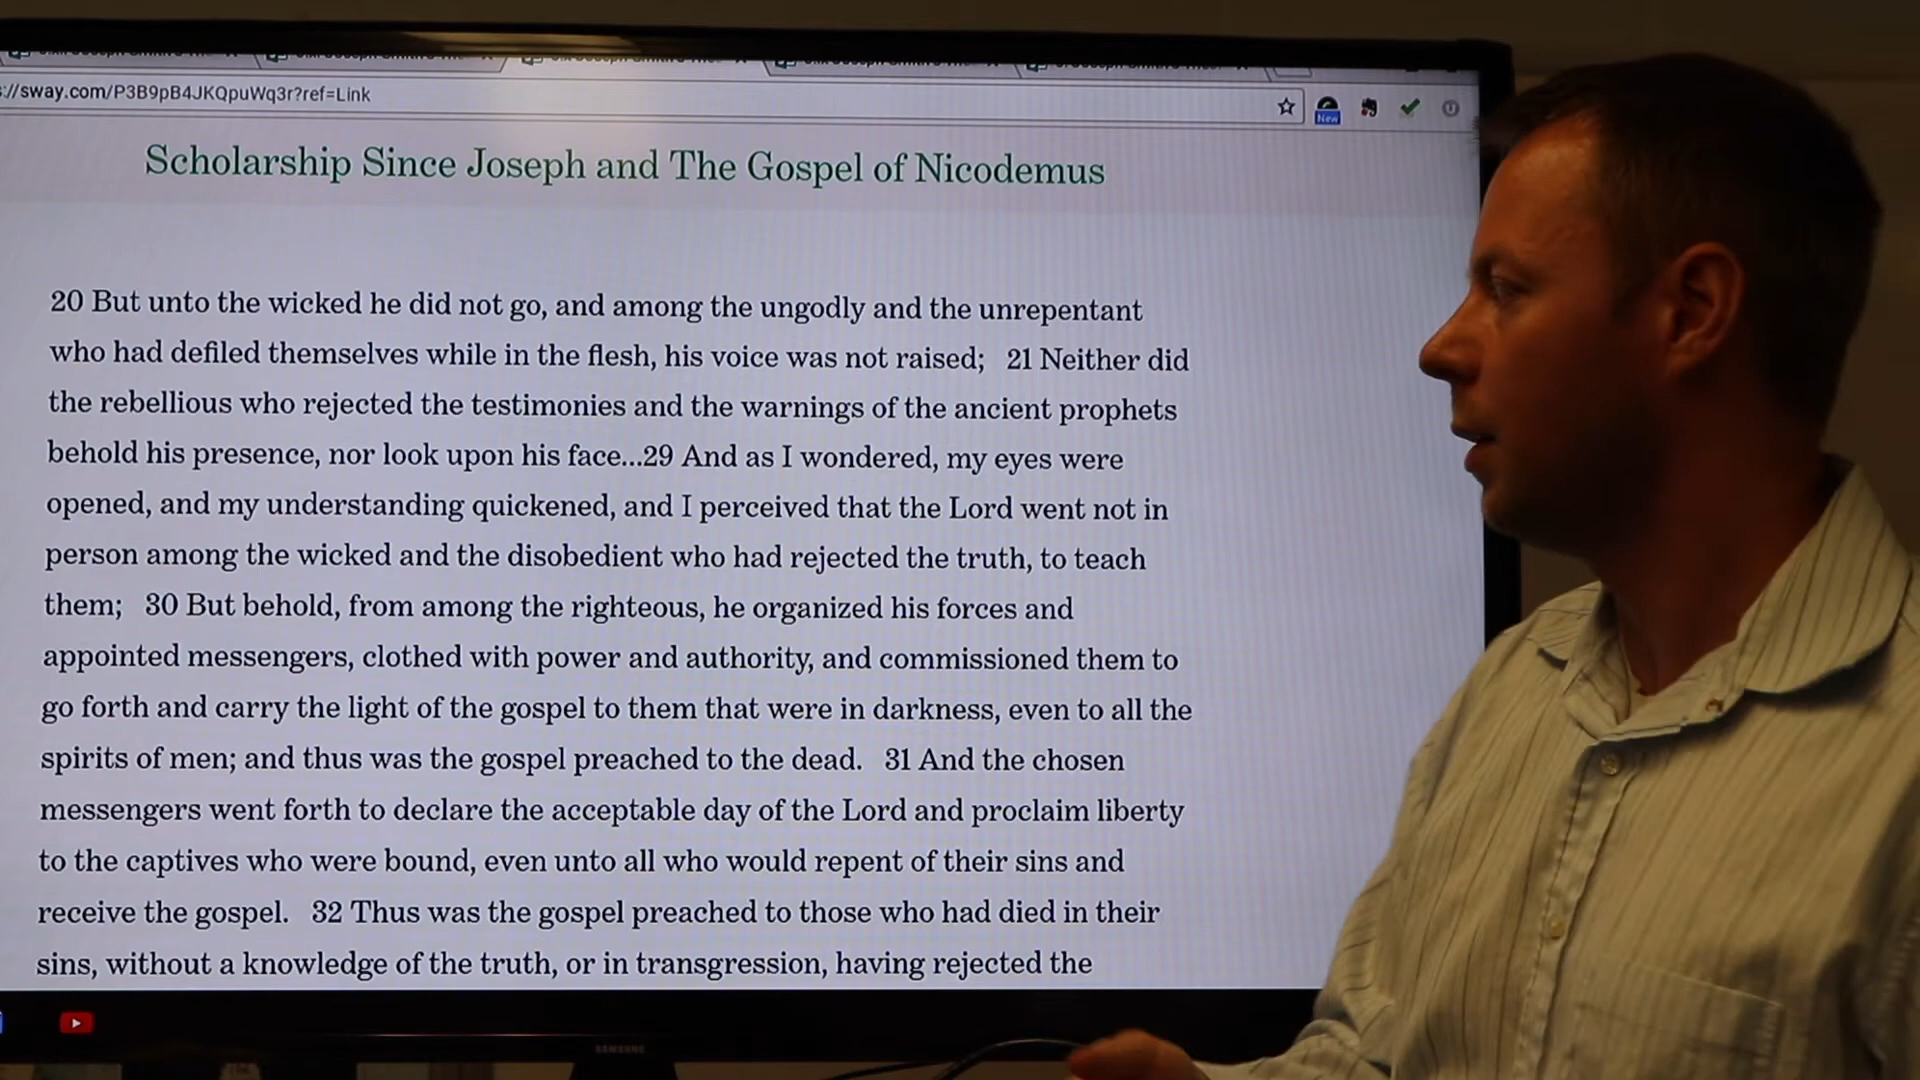 ://sway.com/P3B9pB4JKQpuWq3r?ref=Link
New
Scholarship Since Joseph and The Gospel of Nicodemus
20 But unto the wicked he did not go, and among the ungodly and the unrepentant
who had defiled themselves while in the flesh, his voice was not raised; 21 Neither did
the rebellious who rejected the testimonies and the warnings of the ancient prophets
behold his presence, nor look upon his face...29 And as I wondered, my eyes were
opened, and my understanding quickened, and I perceived that the Lord went not in
person among the wicked and the disobedient who had rejected the truth, to teach
them; 30 But behold, from among the righteous, he organized his forces and
appointed messengers, clothed with power and authority, and commissioned them to
go forth and carry the light of the gospel to them that were in darkness, even to all the
spirits of men; and thus was the gospel preached to the dead. 31 And the chosen
messengers went forth to declare the acceptable day of the Lord and proclaim liberty
to the captives who were bound, even unto all who would repent of their sins and
receive the gospel. 32 Thus was the gospel preached to those who had died in their
sins, without a knowledge of the truth, or in transgression, having rejected the
SAMSUNG